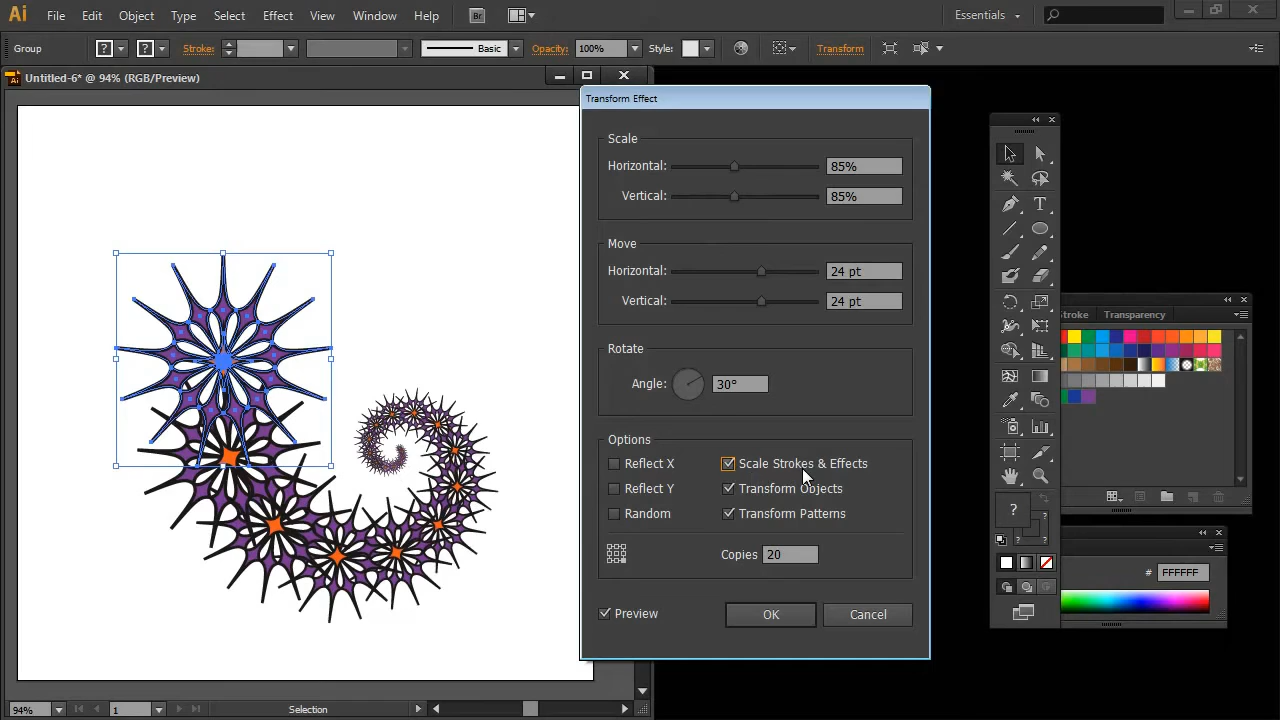 Ai File Edit Object Type Select Effect View Window Help Br Essentials
Group ? ? Stroke: Basic Opacity: 100% Style: Transform
Ai Untitled-6* @ 94% (RGB/Preview)
Transform Effect
Scale
Horizontal: 85%
Vertical: 85%
Move
Horizontal: 24 pt
Vertical: 24 pt
Rotate
Angle: 30°
Options
Reflect X Scale Strokes & Effects
Reflect Y Transform Objects
Random Transform Patterns
Copies 20
Preview OK Cancel
T
troke Transparency
? ?
?
# FFFFFF
94% 1 Selection